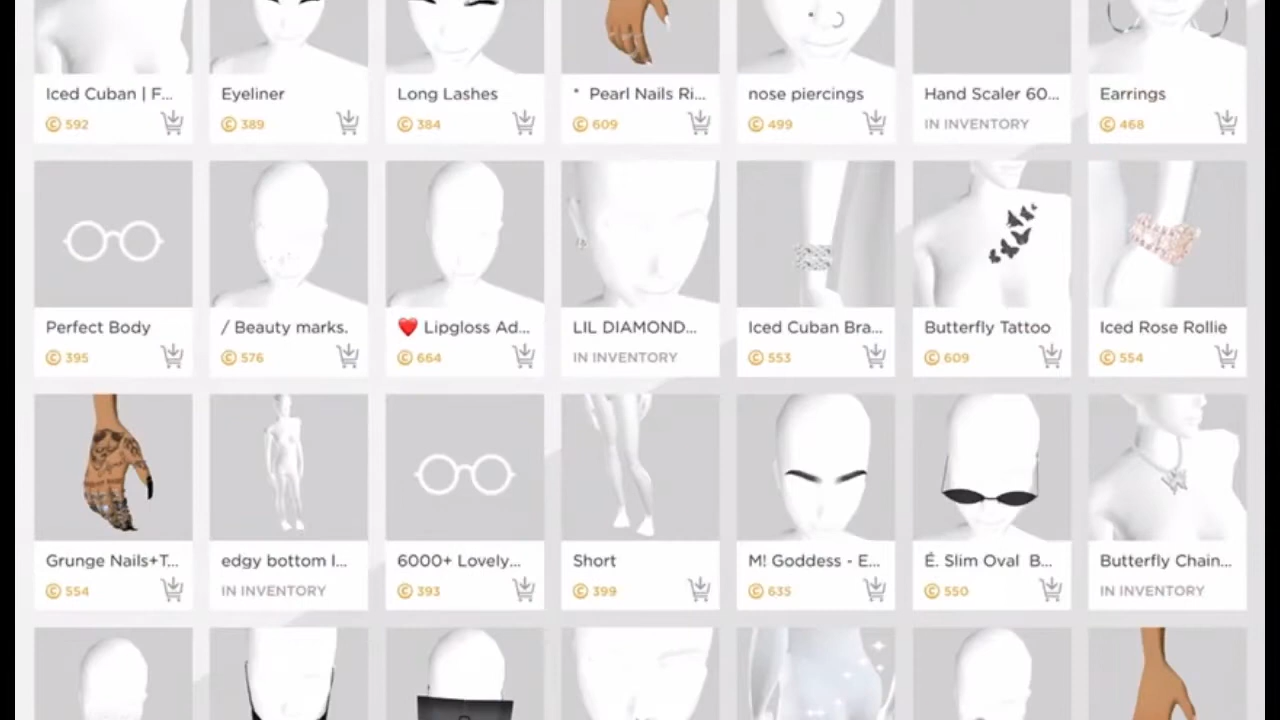 Iced Cuban | F...
592
Eyeliner
389
Long Lashes
384
* Pearl Nails Ri...
609
nose piercings
499
Hand Scaler 60...
IN INVENTORY
Earrings
468
Perfect Body
395
/ Beauty marks.
576
❤️ Lipgloss Ad...
664
LIL DIAMOND...
IN INVENTORY
Iced Cuban Bra...
553
Butterfly Tattoo
609
Iced Rose Rollie
554
Grunge Nails+T...
554
edgy bottom l...
IN INVENTORY
6000+ Lovely...
393
Short
399
M! Goddess - E...
635
É. Slim Oval B...
550
Butterfly Chain...
IN INVENTORY